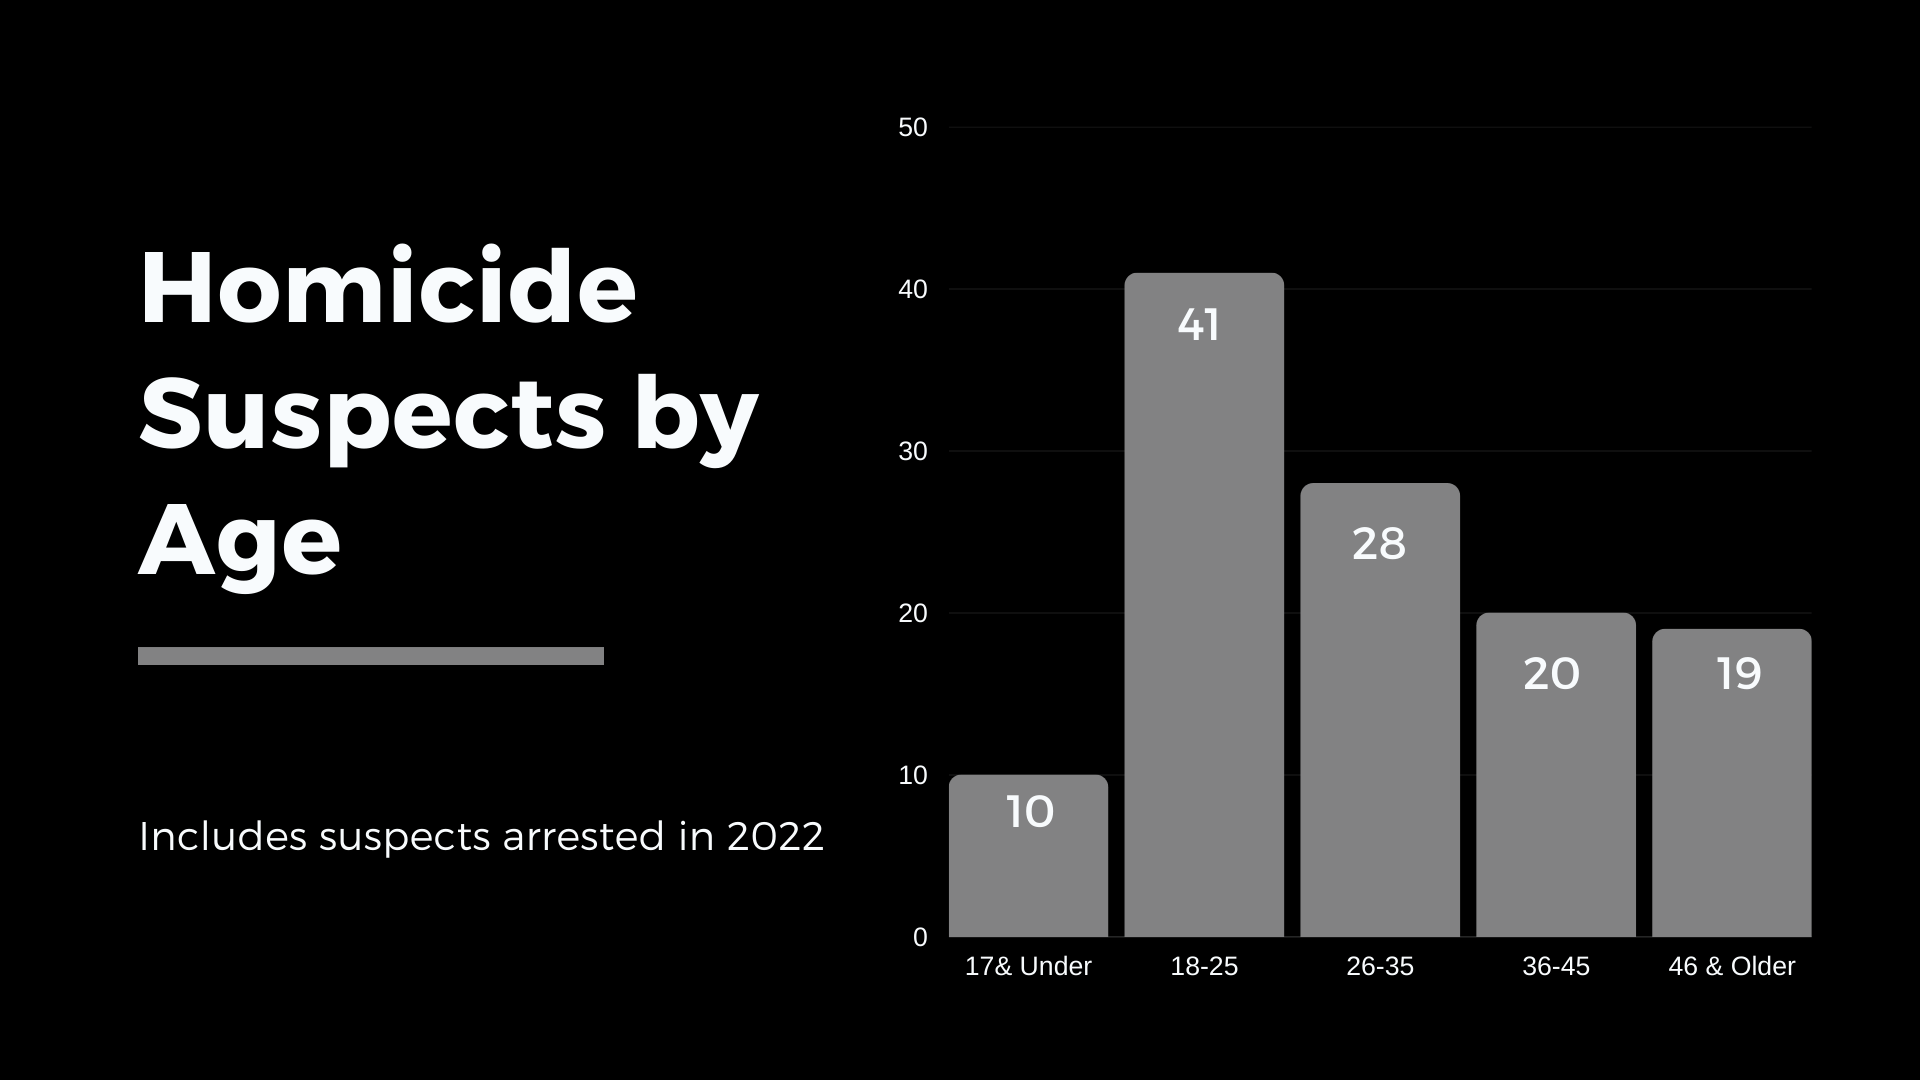 Homicide
Suspects by
Age
Includes suspects arrested in 2022
50
40
30
20
10
0
10
41
28
20
19
17& Under
18-25
26-35
36-45
46 & Older